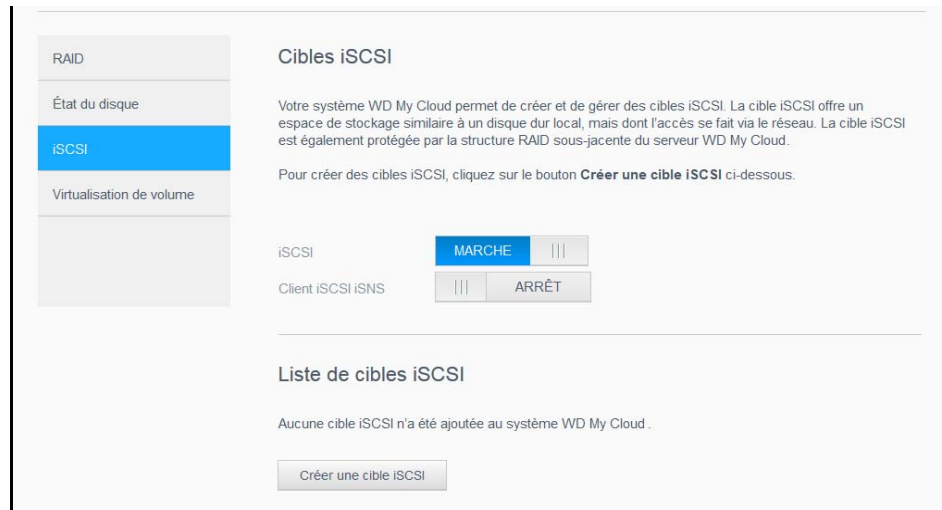 RAID
État du disque
iSCSI
Virtualisation de volume
Cibles iSCSI
Votre système WD My Cloud permet de créer et de gérer des cibles iSCSI. La cible iSCSI offre un
espace de stockage similaire à un disque dur local, mais dont l'accès se fait via le réseau. La cible iSCSI
est également protégée par la structure RAID sous-jacente du serveur WD My Cloud.
Pour créer des cibles iSCSI, cliquez sur le bouton Créer une cible iSCSI ci-dessous.
iSCSI MARCHE
Client iSCSI iSNS ARRÊT
Liste de cibles iSCSI
Aucune cible iSCSI n'a été ajoutée au système WD My Cloud .
Créer une cible iSCSI